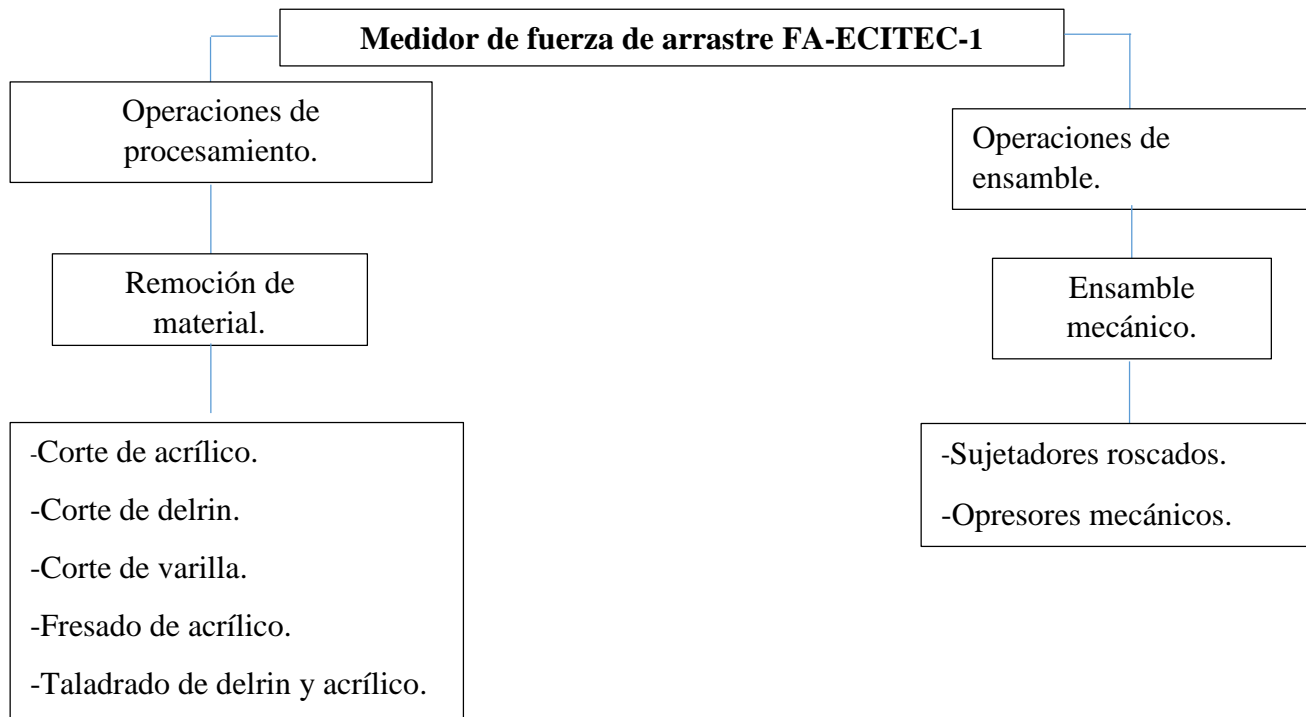 Medidor de fuerza de arrastre FA-ECITEC-1
Operaciones de
procesamiento.
Operaciones de
ensamble.
Remoción de
material.
Ensamble
mecánico.
-Corte de acrílico.
-Corte de delrin.
-Corte de varilla.
-Fresado de acrílico.
-Taladrado de delrin y acrílico.
-Sujetadores roscados.
-Opresores mecánicos.